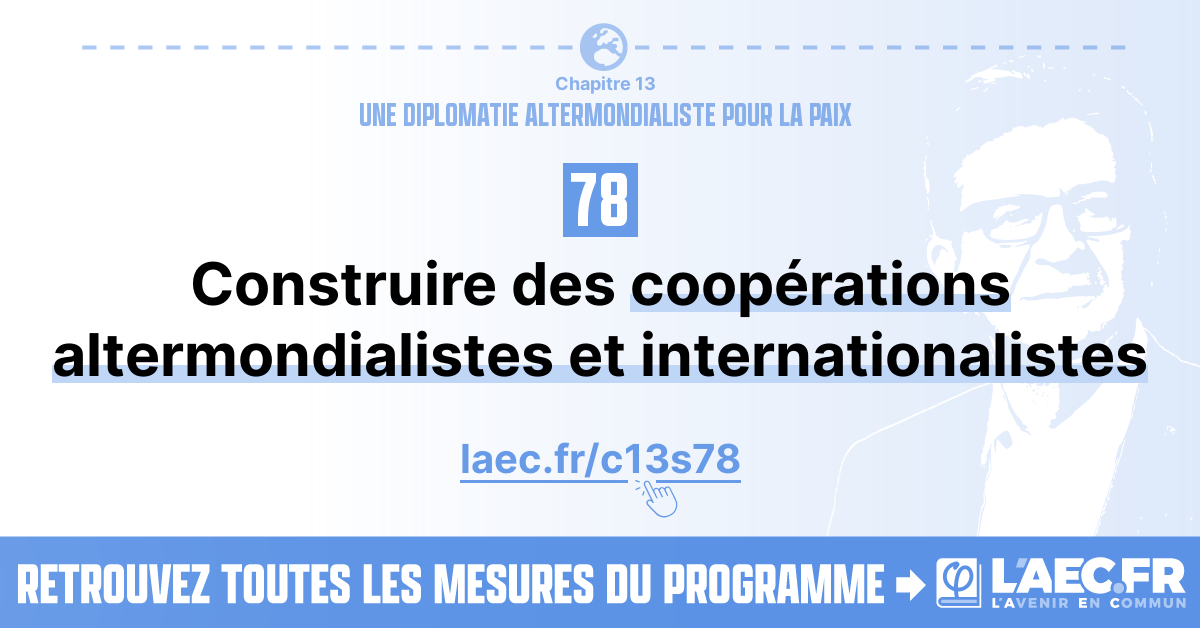 Chapitre 13
UNE DIPLOMATIE ALTERMONDIALISTE POUR LA PAIX
78
Construire des coopérations
altermondialistes et internationalistes
laec.fr/c13s78
RETROUVEZ TOUTES LES MESURES DU PROGRAMME
φ
L'AEC.FR
L'AVENIR EN COMMUN